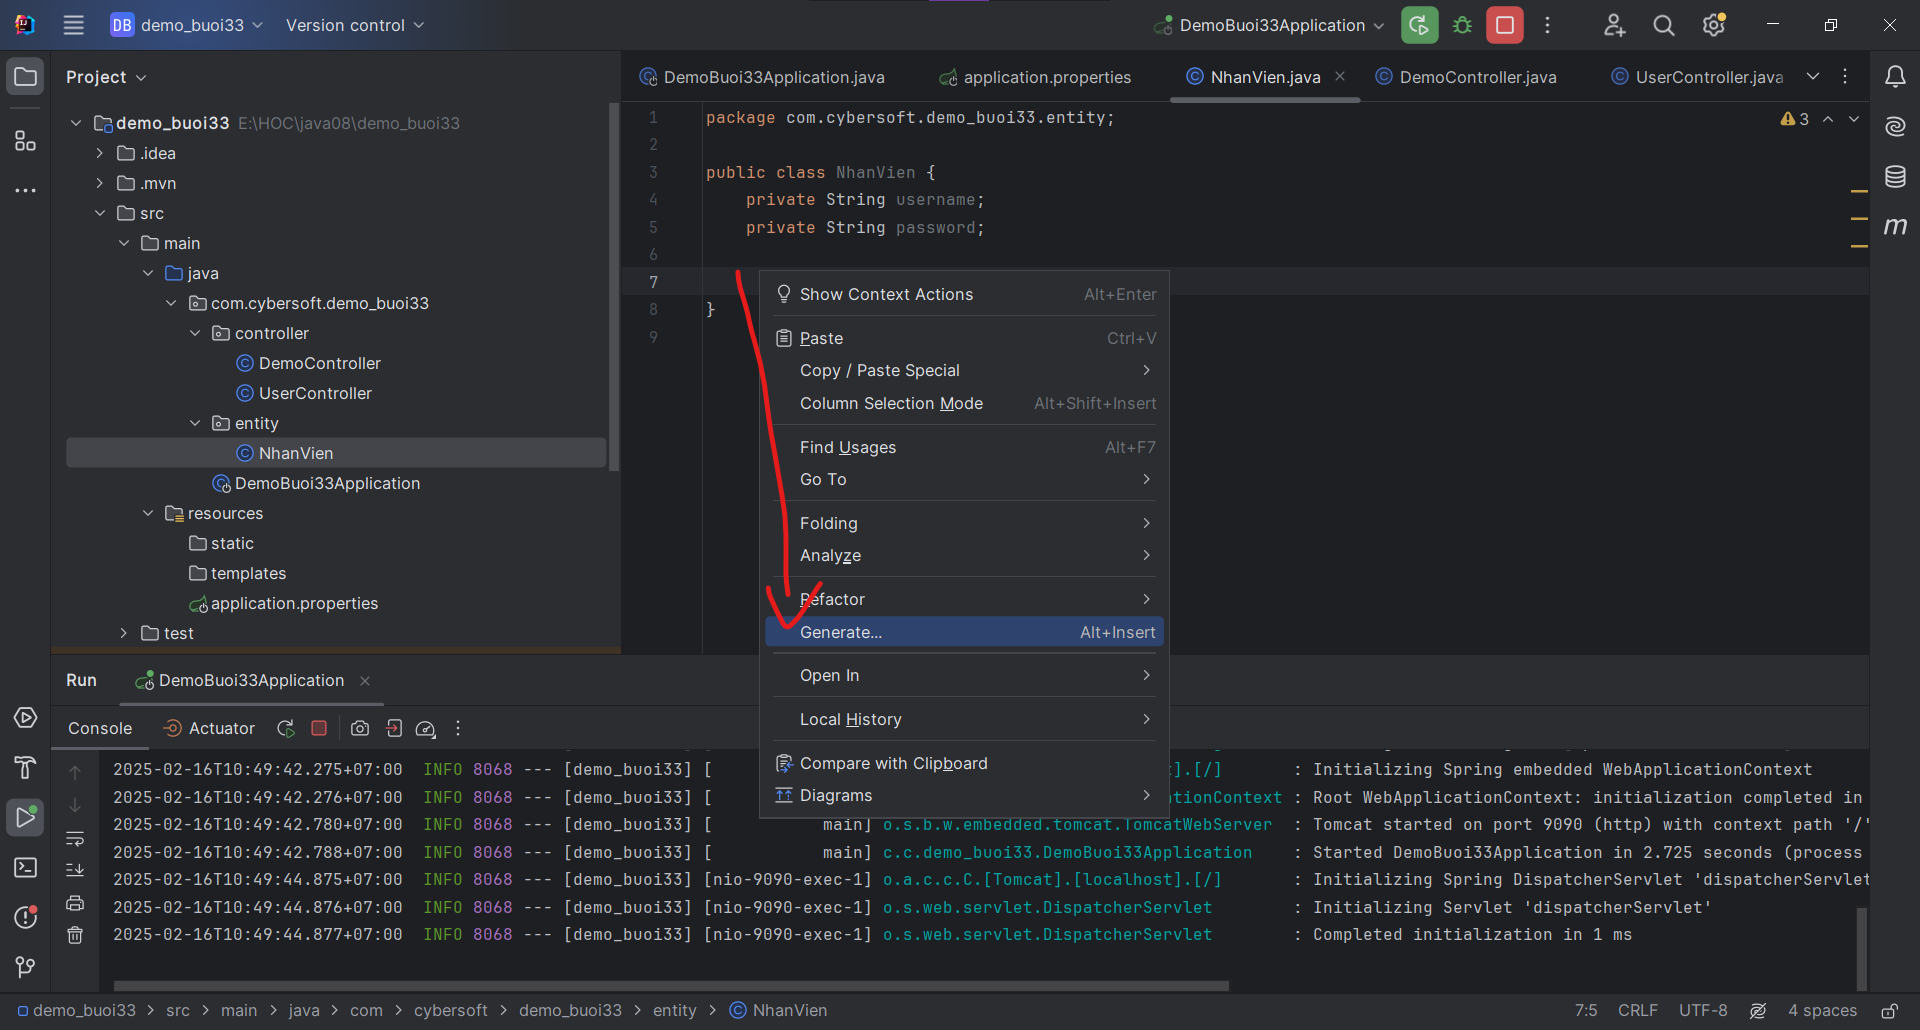 DB demo_buoi33
Version control
DemoBuoi33Application
Project
demo_buoi33 E:\HOC\java08\demo_buoi33
.idea
.mvn
src
main
java
com.cybersoft.demo_buoi33
controller
DemoController
UserController
entity
NhanVien
DemoBuoi33Application
resources
static
templates
application.properties
test
DemoBuoi33Application.java
application.properties
NhanVien.java
DemoController.java
UserController.java
3
1 package com.cybersoft.demo_buoi33.entity;
2
3 public class NhanVien {
4 private String username;
5 private String password;
6
7
8 }
9
Show Context Actions Alt+Enter
Paste Ctrl+V
Copy / Paste Special
Column Selection Mode Alt+Shift+Insert
Find Usages Alt+F7
Go To
Folding
Analyze
Refactor
Generate... Alt+Insert
Open In
Local History
Compare with Clipboard
Diagrams
m
Run
DemoBuoi33Application
Console
Actuator
2025-02-16T10:49:42.275+07:00 INFO 8068 --- [demo_buoi33] [ ].[/] : Initializing Spring embedded WebApplicationContext
2025-02-16T10:49:42.276+07:00 INFO 8068 --- [demo_buoi33] [ tionContext : Root WebApplicationContext: initialization completed in
2025-02-16T10:49:42.780+07:00 INFO 8068 --- [demo_buoi33] [ main] o.s.b.w.embedded.tomcat.TomcatWebServer : Tomcat started on port 9090 (http) with context path '/'
2025-02-16T10:49:42.788+07:00 INFO 8068 --- [demo_buoi33] [ main] c.c.demo_buoi33.DemoBuoi33Application : Started DemoBuoi33Application in 2.725 seconds (process
2025-02-16T10:49:44.875+07:00 INFO 8068 --- [demo_buoi33] [nio-9090-exec-1] o.a.c.c.C.[Tomcat].[localhost].[/] : Initializing Spring DispatcherServlet 'dispatcherServlet
2025-02-16T10:49:44.876+07:00 INFO 8068 --- [demo_buoi33] [nio-9090-exec-1] o.s.web.servlet.DispatcherServlet : Initializing Servlet 'dispatcherServlet'
2025-02-16T10:49:44.877+07:00 INFO 8068 --- [demo_buoi33] [nio-9090-exec-1] o.s.web.servlet.DispatcherServlet : Completed initialization in 1 ms
demo_buoi33 > src > main > java > com > cybersoft > demo_buoi33 > entity > NhanVien
7:5 CRLF UTF-8 4 spaces